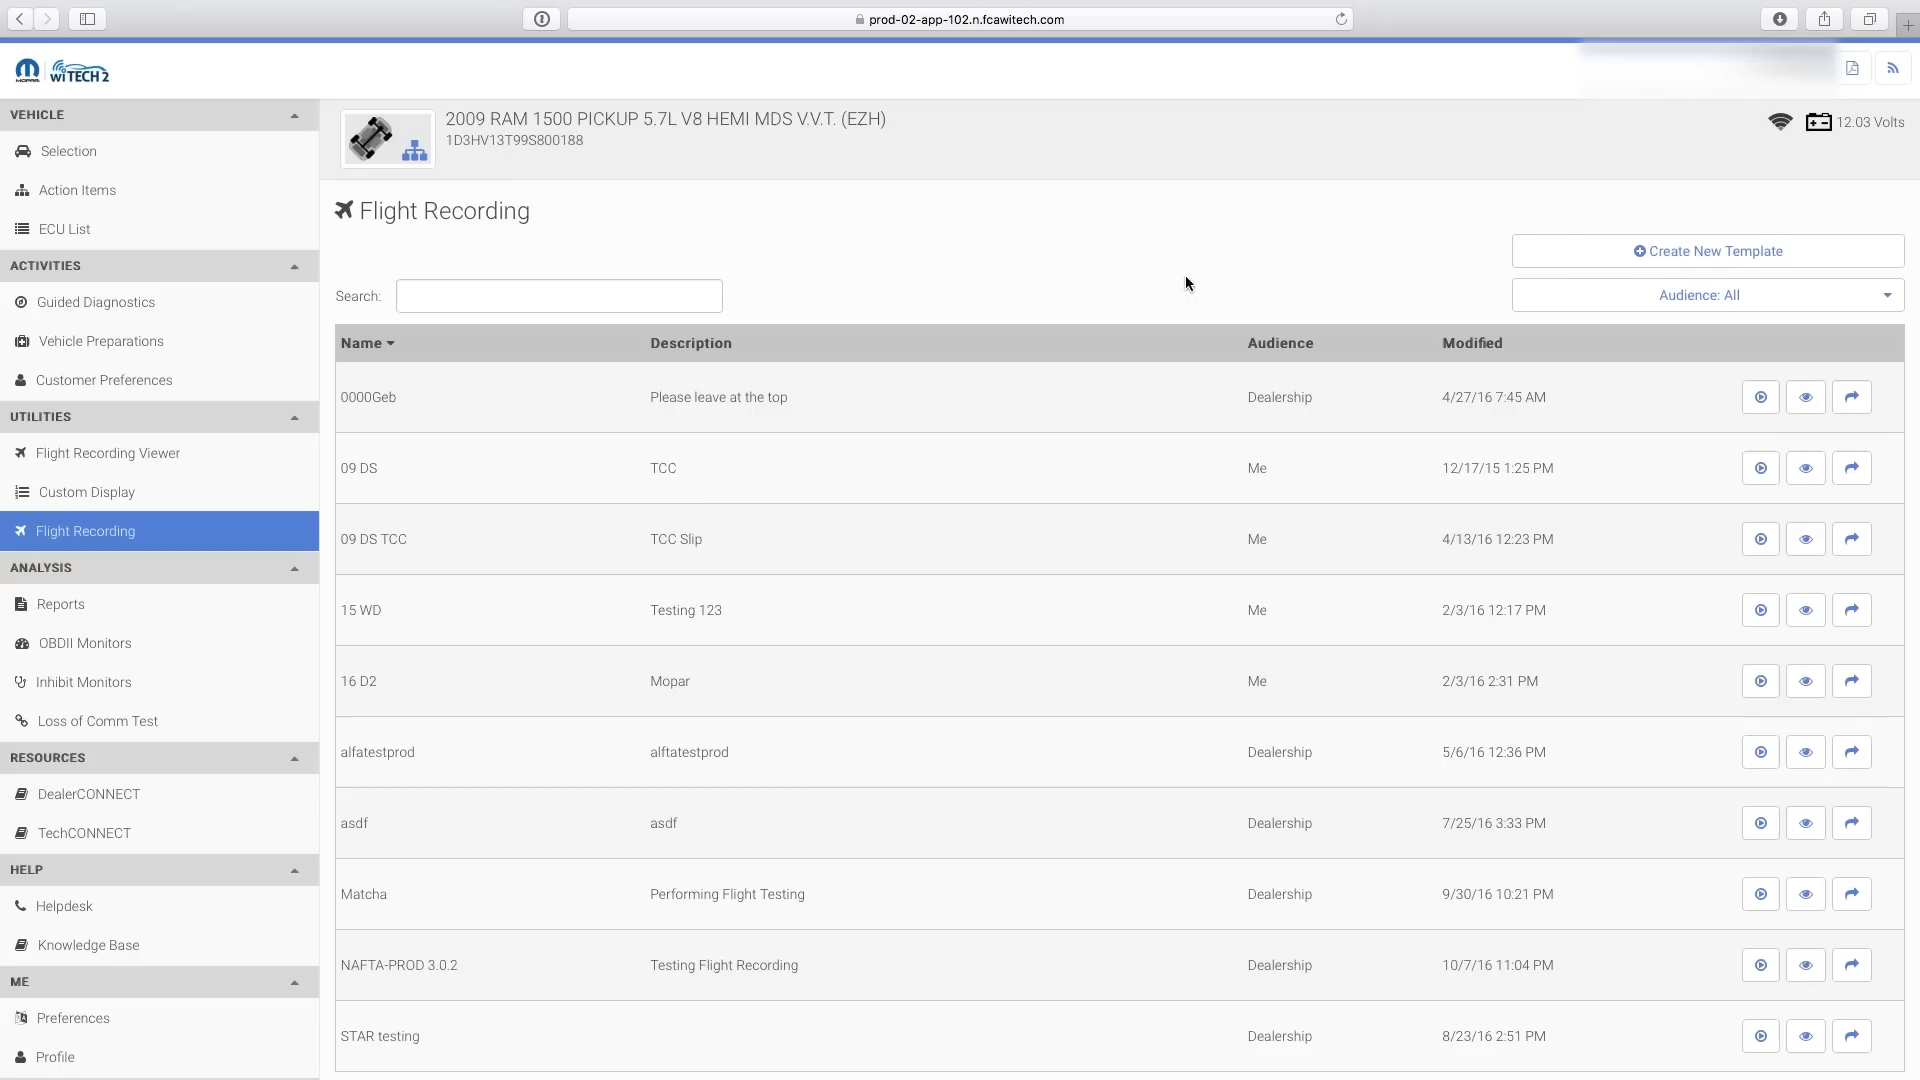 prod-02-app-102.n.fcawitech.com
MOPAR wiTECH 2
VEHICLE
Selection
Action Items
ECU List
ACTIVITIES
Guided Diagnostics
Vehicle Preparations
Customer Preferences
UTILITIES
Flight Recording Viewer
Custom Display
Flight Recording
ANALYSIS
Reports
OBDII Monitors
Inhibit Monitors
Loss of Comm Test
RESOURCES
DealerCONNECT
TechCONNECT
HELP
Helpdesk
Knowledge Base
ME
Preferences
Profile
2009 RAM 1500 PICKUP 5.7L V8 HEMI MDS V.V.T. (EZH)
1D3HV13T99S800188
12.03 Volts
Flight Recording
Create New Template
Search:
Audience: All
Name Description Audience Modified
0000Geb Please leave at the top Dealership 4/27/16 7:45 AM
09 DS TCC Me 12/17/15 1:25 PM
09 DS TCC TCC Slip Me 4/13/16 12:23 PM
15 WD Testing 123 Me 2/3/16 12:17 PM
16 D2 Mopar Me 2/3/16 2:31 PM
alfatestprod alftatestprod Dealership 5/6/16 12:36 PM
asdf asdf Dealership 7/25/16 3:33 PM
Matcha Performing Flight Testing Dealership 9/30/16 10:21 PM
NAFTA-PROD 3.0.2 Testing Flight Recording Dealership 10/7/16 11:04 PM
STAR testing Dealership 8/23/16 2:51 PM